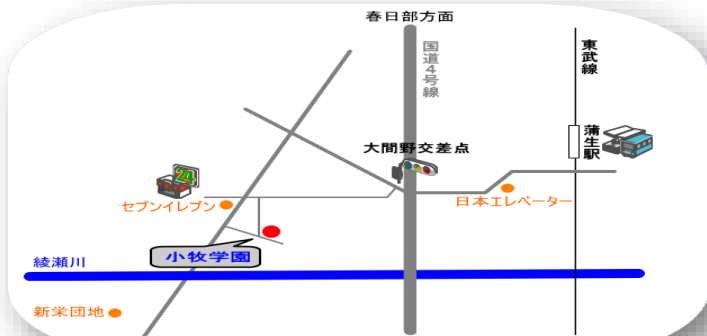 春日部方面
国道4号線
東武線
蒲生駅
大間野交差点
24
セブンイレブン
日本エレベーター
小牧学園
綾瀬川
新栄団地